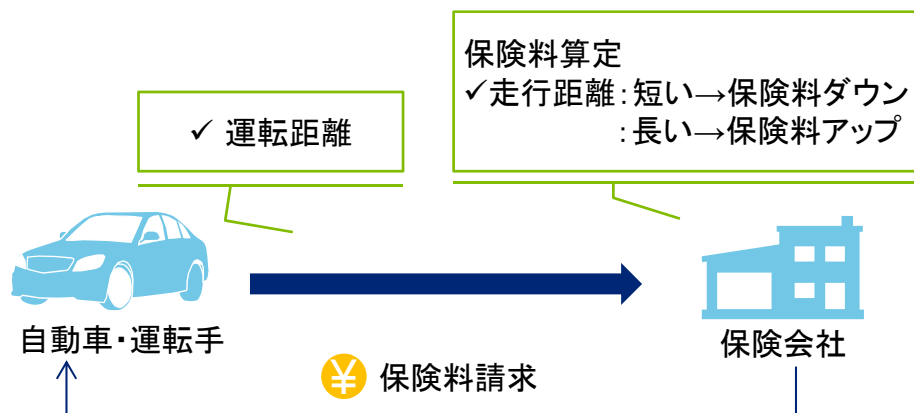 保険料算定
✓走行距離：短い→保険料ダウン
：長い→保険料アップ
✓ 運転距離
自動車・運転手
保険会社
¥ 保険料請求